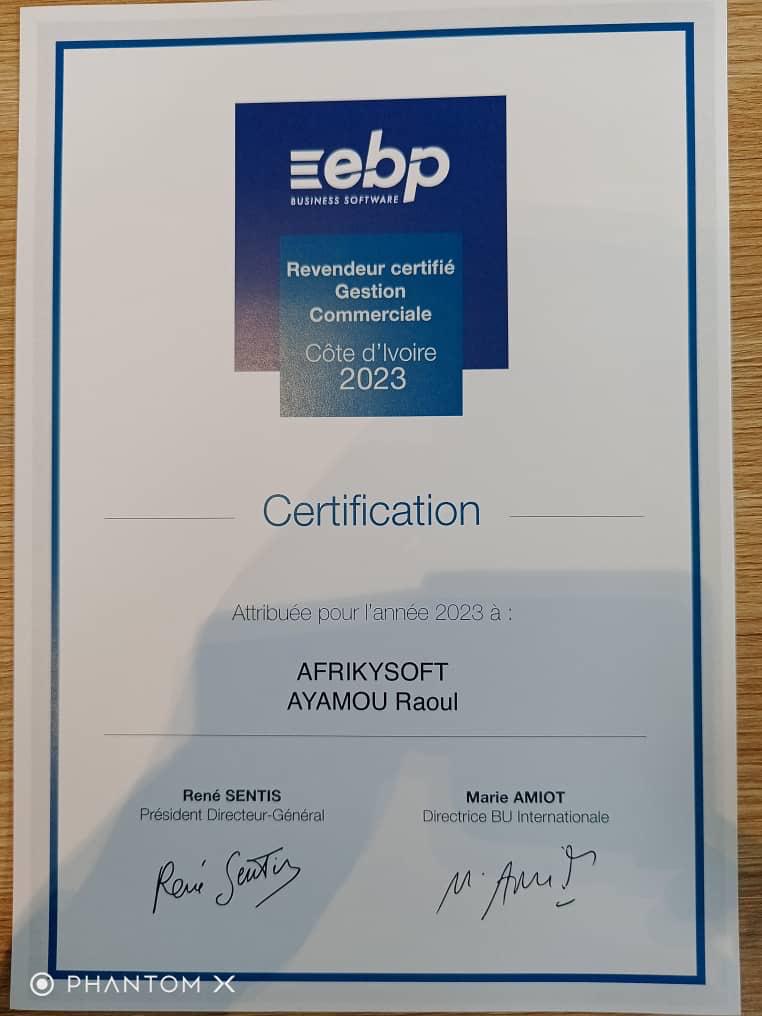 ebp
BUSINESS SOFTWARE
Revendeur certifié
Gestion
Commerciale
Côte d'Ivoire
2023
Certification
Attribuée pour l'année 2023 à :
AFRIKYSOFT
AYAMOU Raoul
René SENTIS
Président Directeur-Général
Marie AMIOT
Directrice BU Internationale
René Sentis
M. Amiot
PHANTOM X